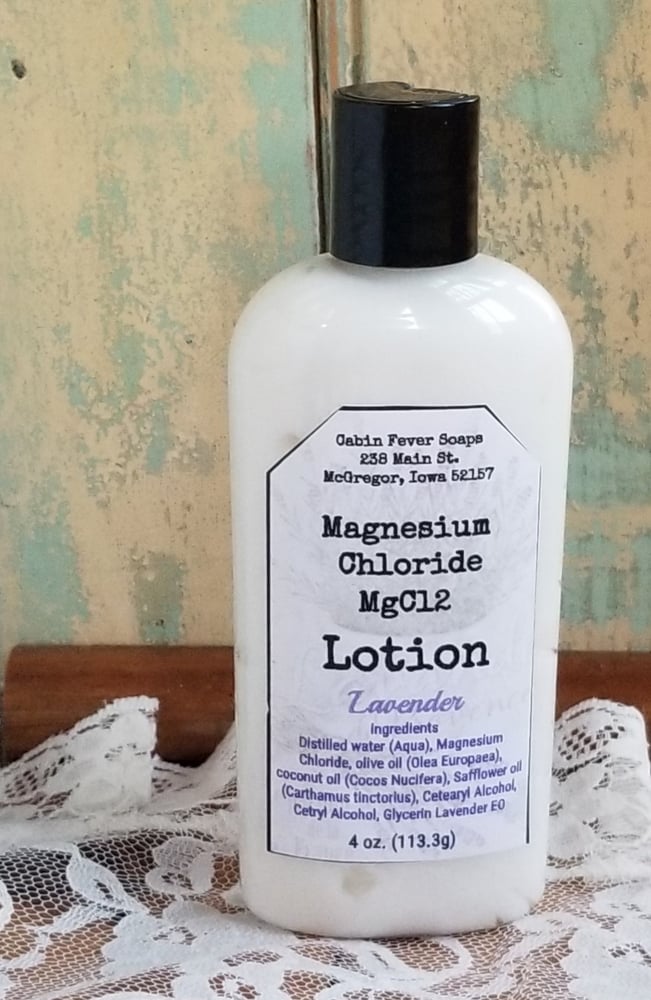 Cabin Fever Soaps
238 Main St.
McGregor, Iowa 52157
Magnesium
Chloride
MgCl2
Lotion
Lavender
Ingredients
Distilled water (Aqua), Magnesium
Chloride, olive oil (Olea Europaea),
coconut oil (Cocos Nucifera), Safflower oil
(Carthamus tinctorius), Cetearyl Alcohol,
Cetryl Alcohol, Glycerin Lavender EO
4 oz. (113.3g)